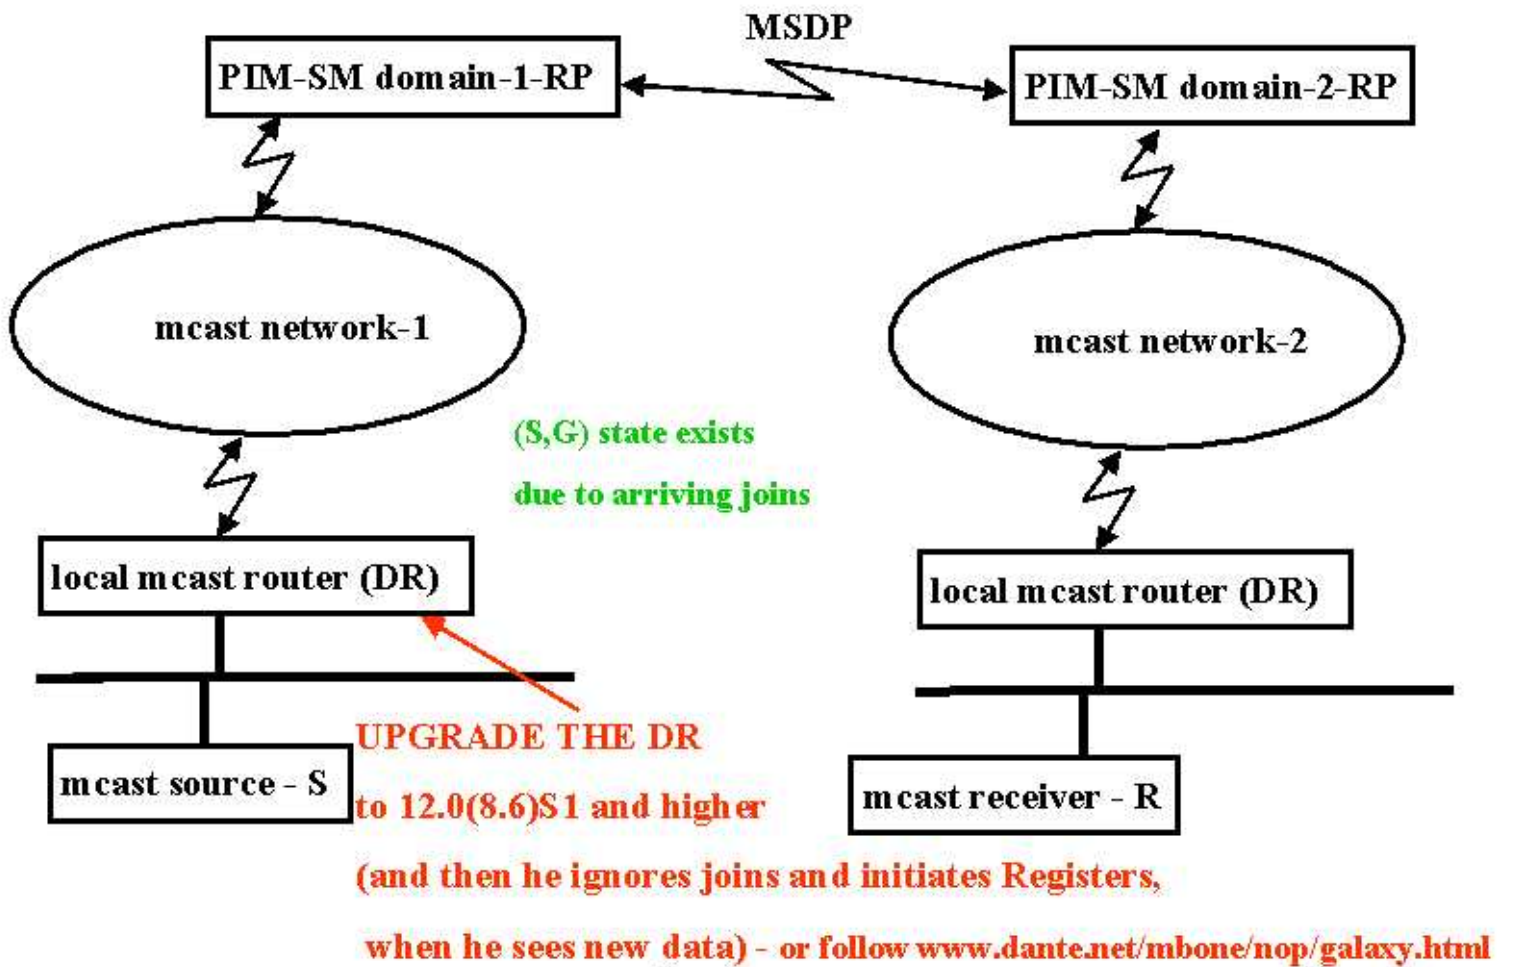 MSDP
PIM-SM domain-1-RP
PIM-SM domain-2-RP
mcast network-1
mcast network-2
(S,G) state exists
due to arriving joins
local mcast router (DR)
local mcast router (DR)
UPGRADE THE DR
mcast source - S
mcast receiver - R
to 12.0(8.6)S1 and higher
(and then he ignores joins and initiates Registers,
when he sees new data) - or follow www.dante.net/mbone/nop/galaxy.html